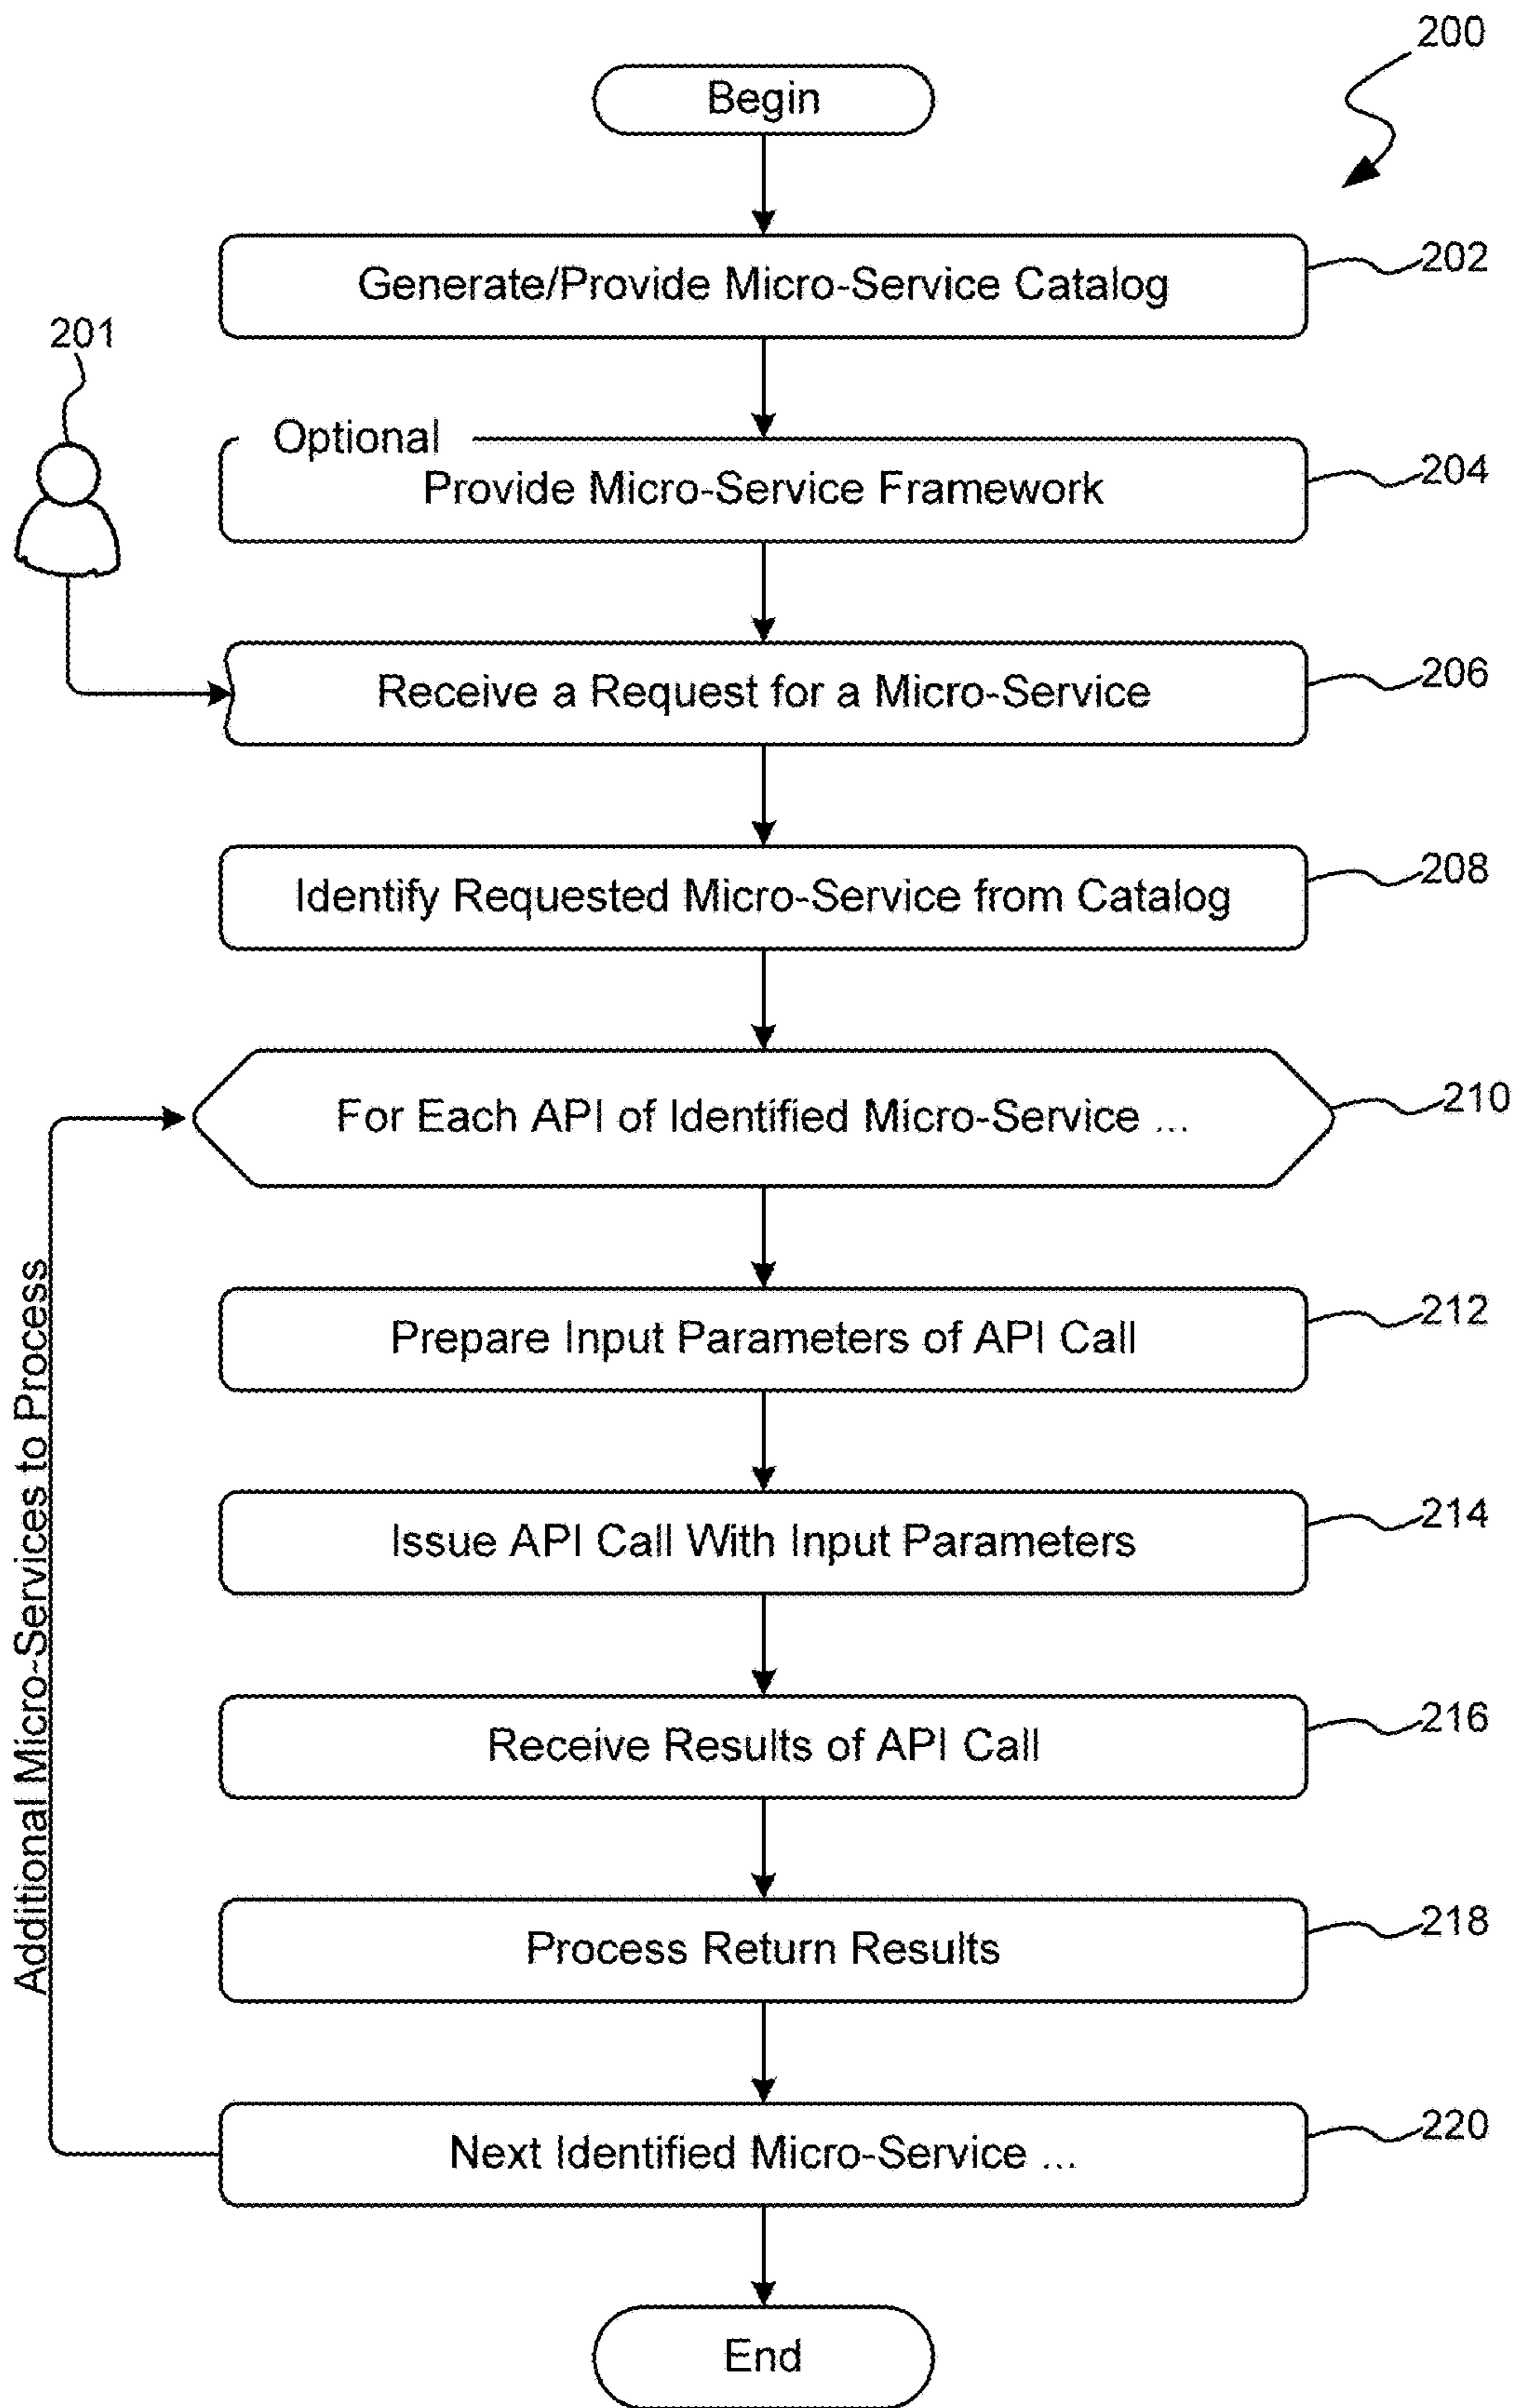 200
Begin
Generate/Provide Micro-Service Catalog
202
201
Optional
Provide Micro-Service Framework
204
Receive a Request for a Micro-Service
206
Identify Requested Micro-Service from Catalog
208
For Each API of Identified Micro-Service ...
210
Prepare Input Parameters of API Call
212
Issue API Call With Input Parameters
214
Receive Results of API Call
216
Process Return Results
218
Next Identified Micro-Service ...
220
Additional Micro-Services to Process
End